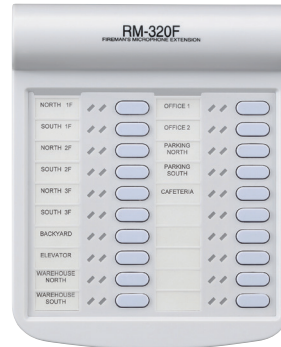 RM-320F
FIREMAN'S MICROPHONE EXTENSION
NORTH 1F
SOUTH 1F
NORTH 2F
SOUTH 2F
NORTH 3F
SOUTH 3F
BACKYARD
ELEVATOR
WAREHOUSE
NORTH
WAREHOUSE
SOUTH
OFFICE 1
OFFICE 2
PARKING
NORTH
PARKING
SOUTH
CAFETERIA